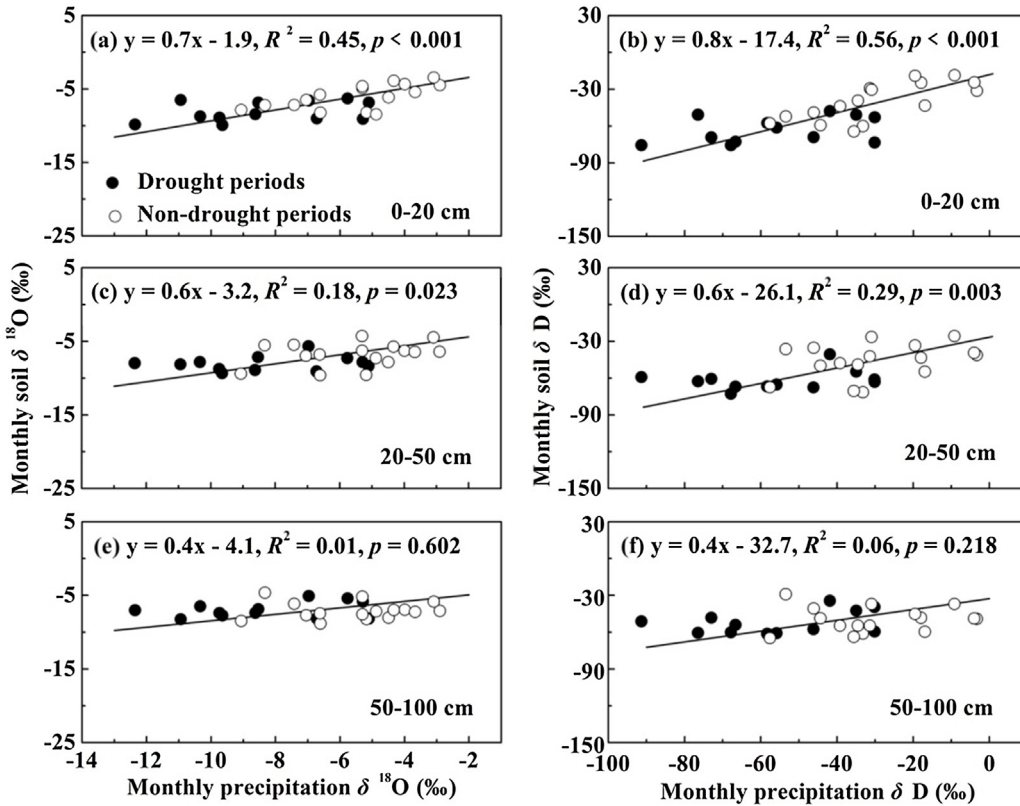 (a) y = 0.7x - 1.9, R² = 0.45, p < 0.001
5
-5
-15
-25
Drought periods
Non-drought periods
0-20 cm
(b) y = 0.8x - 17.4, R² = 0.56, p < 0.001
30
-30
-90
-150
0-20 cm
(c) y = 0.6x - 3.2, R² = 0.18, p = 0.023
5
-5
-15
-25
20-50 cm
Monthly soil δ ¹⁸O (‰)
(d) y = 0.6x - 26.1, R² = 0.29, p = 0.003
30
-30
-90
-150
20-50 cm
Monthly soil δ D (‰)
(e) y = 0.4x - 4.1, R² = 0.01, p = 0.602
5
-5
-15
-25
50-100 cm
-14 -12 -10 -8 -6 -4 -2
Monthly precipitation δ ¹⁸O (‰)
(f) y = 0.4x - 32.7, R² = 0.06, p = 0.218
30
-30
-90
-150
50-100 cm
-100 -80 -60 -40 -20 0
Monthly precipitation δ D (‰)